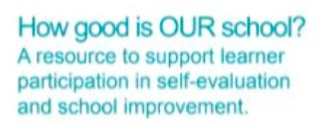 How good is OUR school?
A resource to support learner
participation in self-evaluation
and school improvement.